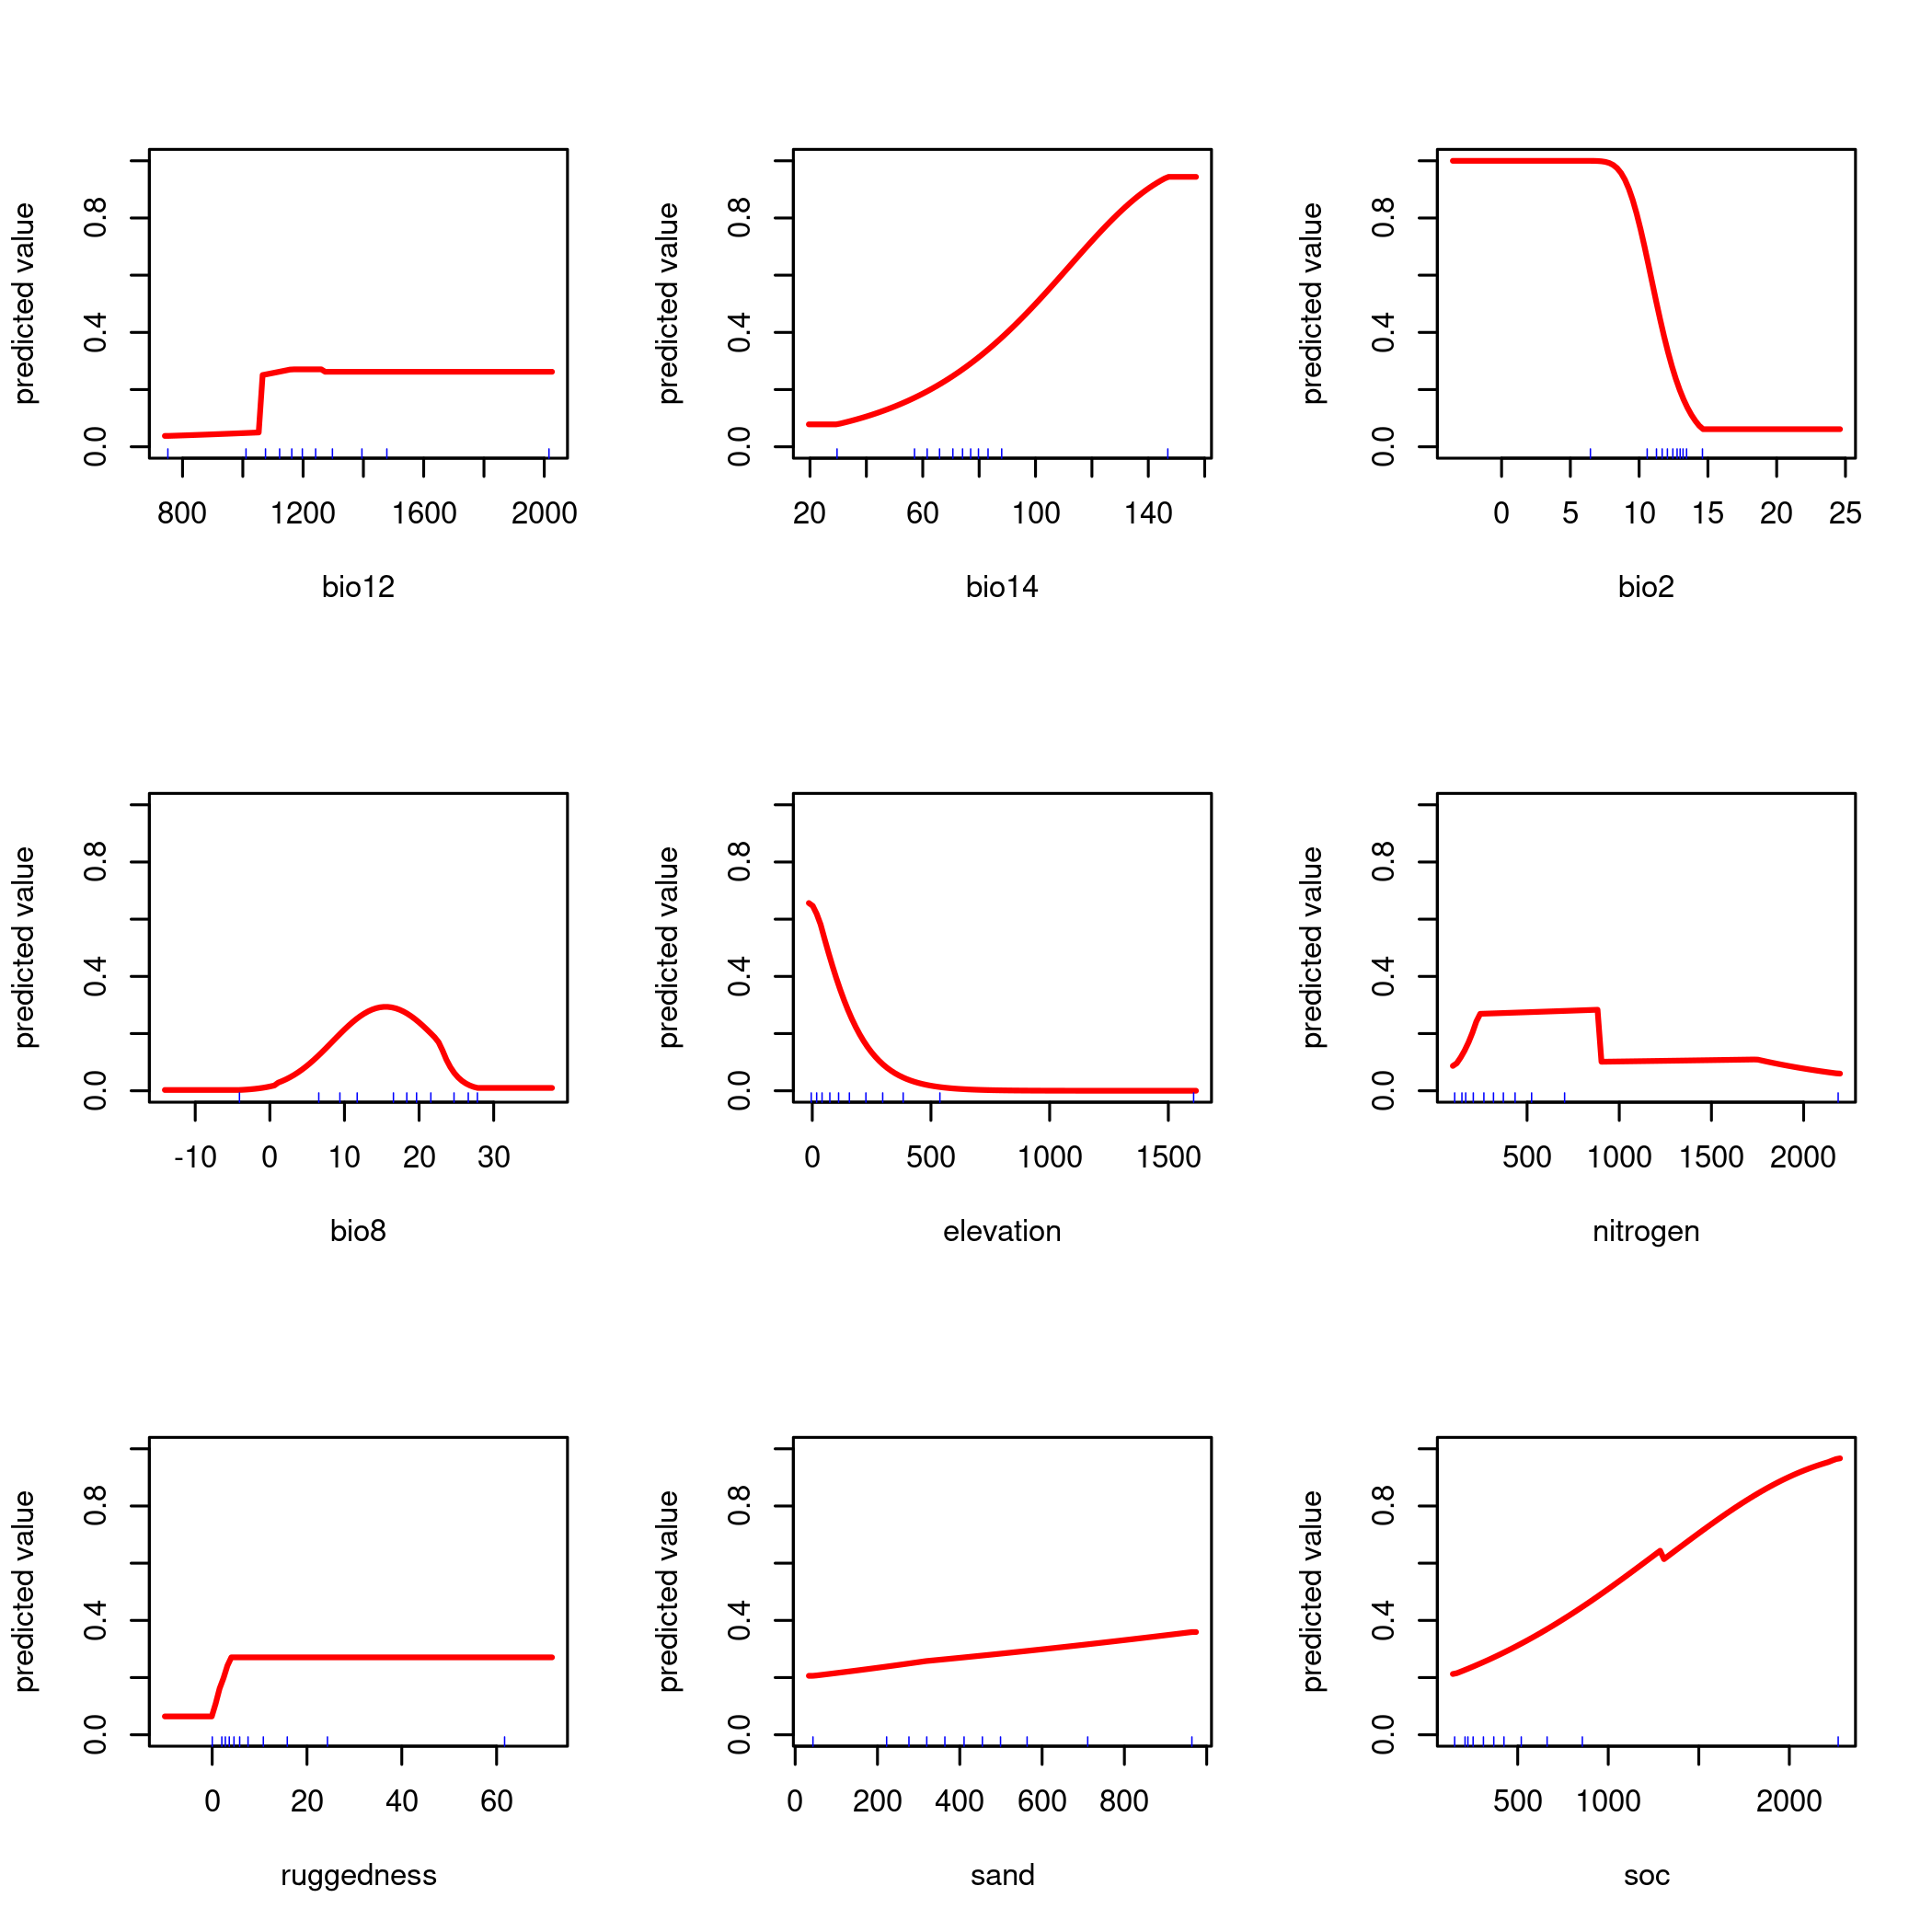 predicted value
0.0 0.4 0.8
800 1200 1600 2000
bio12
predicted value
0.0 0.4 0.8
20 60 100 140
bio14
predicted value
0.0 0.4 0.8
0 5 10 15 20 25
bio2
predicted value
0.0 0.4 0.8
-10 0 10 20 30
bio8
predicted value
0.0 0.4 0.8
0 500 1000 1500
elevation
predicted value
0.0 0.4 0.8
500 1000 1500 2000
nitrogen
predicted value
0.0 0.4 0.8
0 20 40 60
ruggedness
predicted value
0.0 0.4 0.8
0 200 400 600 800
sand
predicted value
0.0 0.4 0.8
500 1000 2000
soc